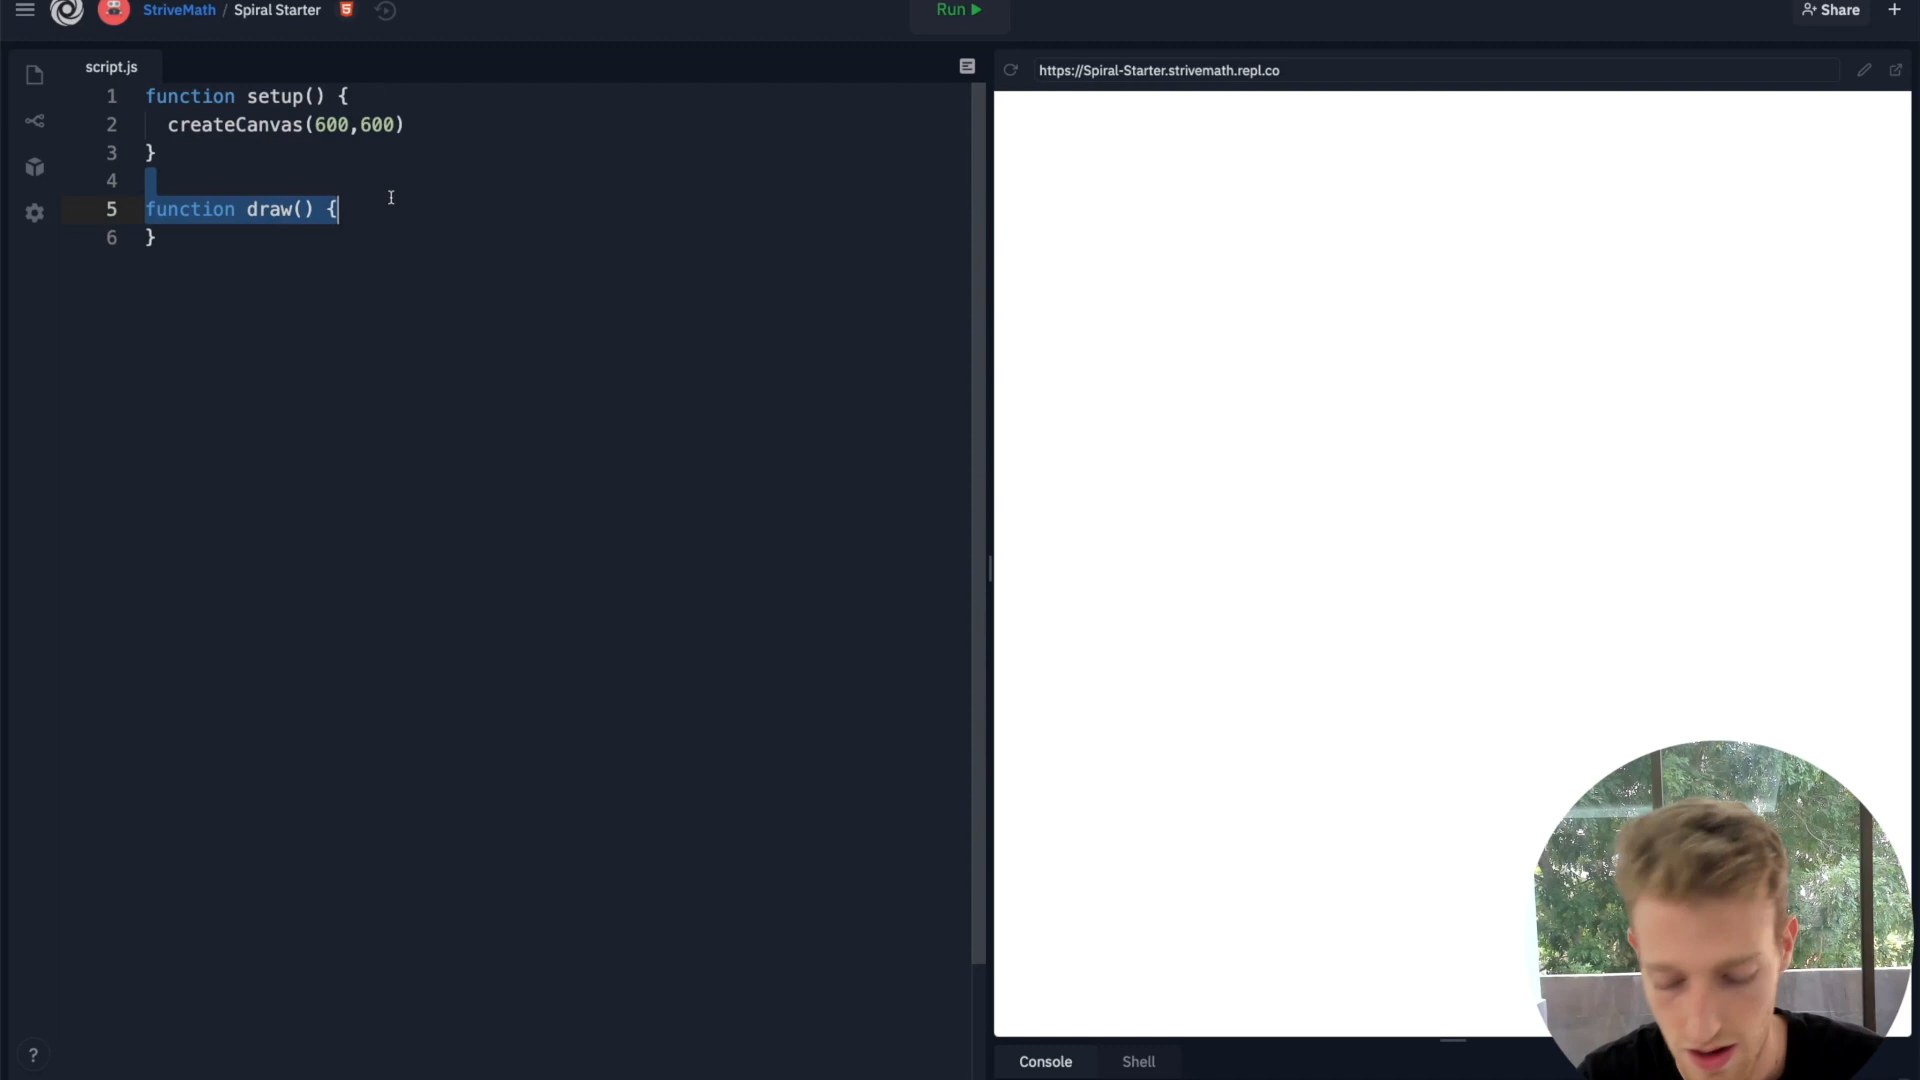 StriveMath / Spiral Starter
Run
Share
script.js
https://Spiral-Starter.strivemath.repl.co
1 function setup() {
2 createCanvas(600,600)
3 }
4
5 function draw() {
6 }
?
Console
Shell